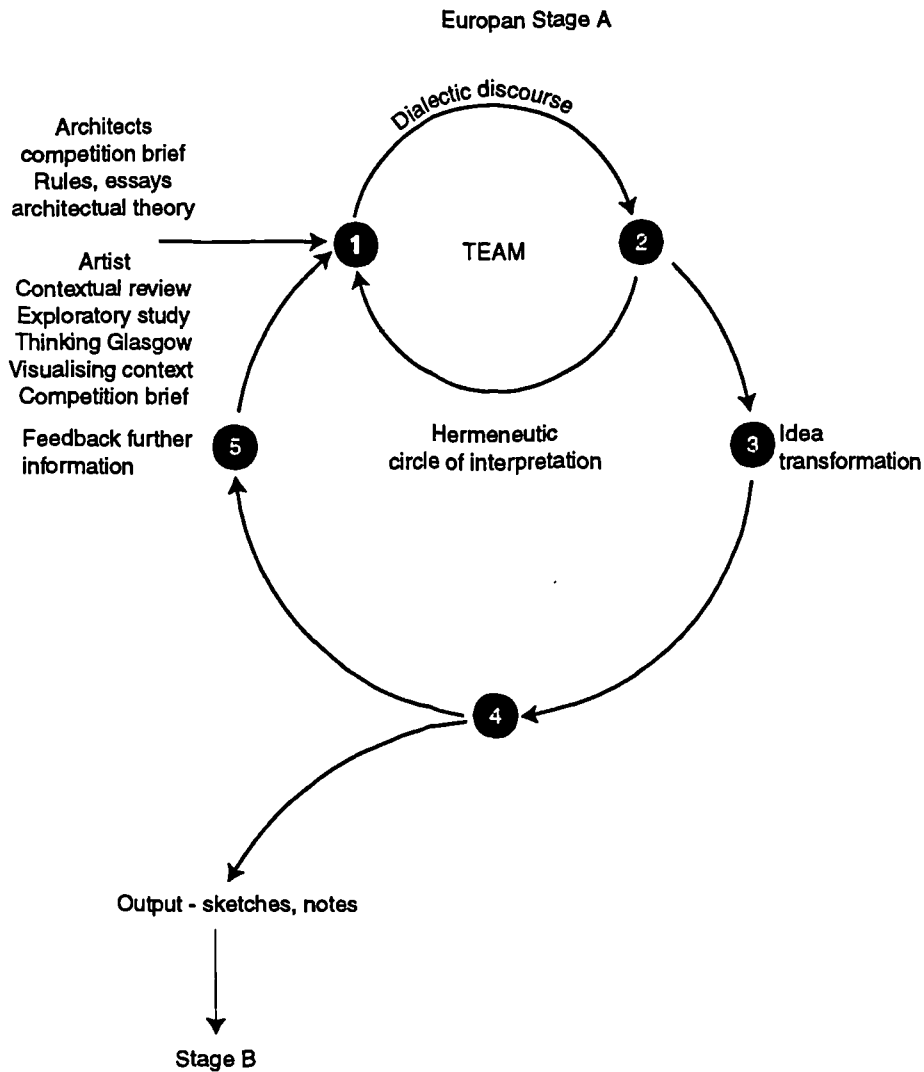 Europan Stage A
Dialectic discourse
Architects
competition brief
Rules, essays
architectual theory
1
TEAM
2
Artist
Contextual review
Exploratory study
Thinking Glasgow
Visualising context
Competition brief
Feedback further
information
5
Hermeneutic
circle of interpretation
3
Idea
transformation
4
Output - sketches, notes
Stage B